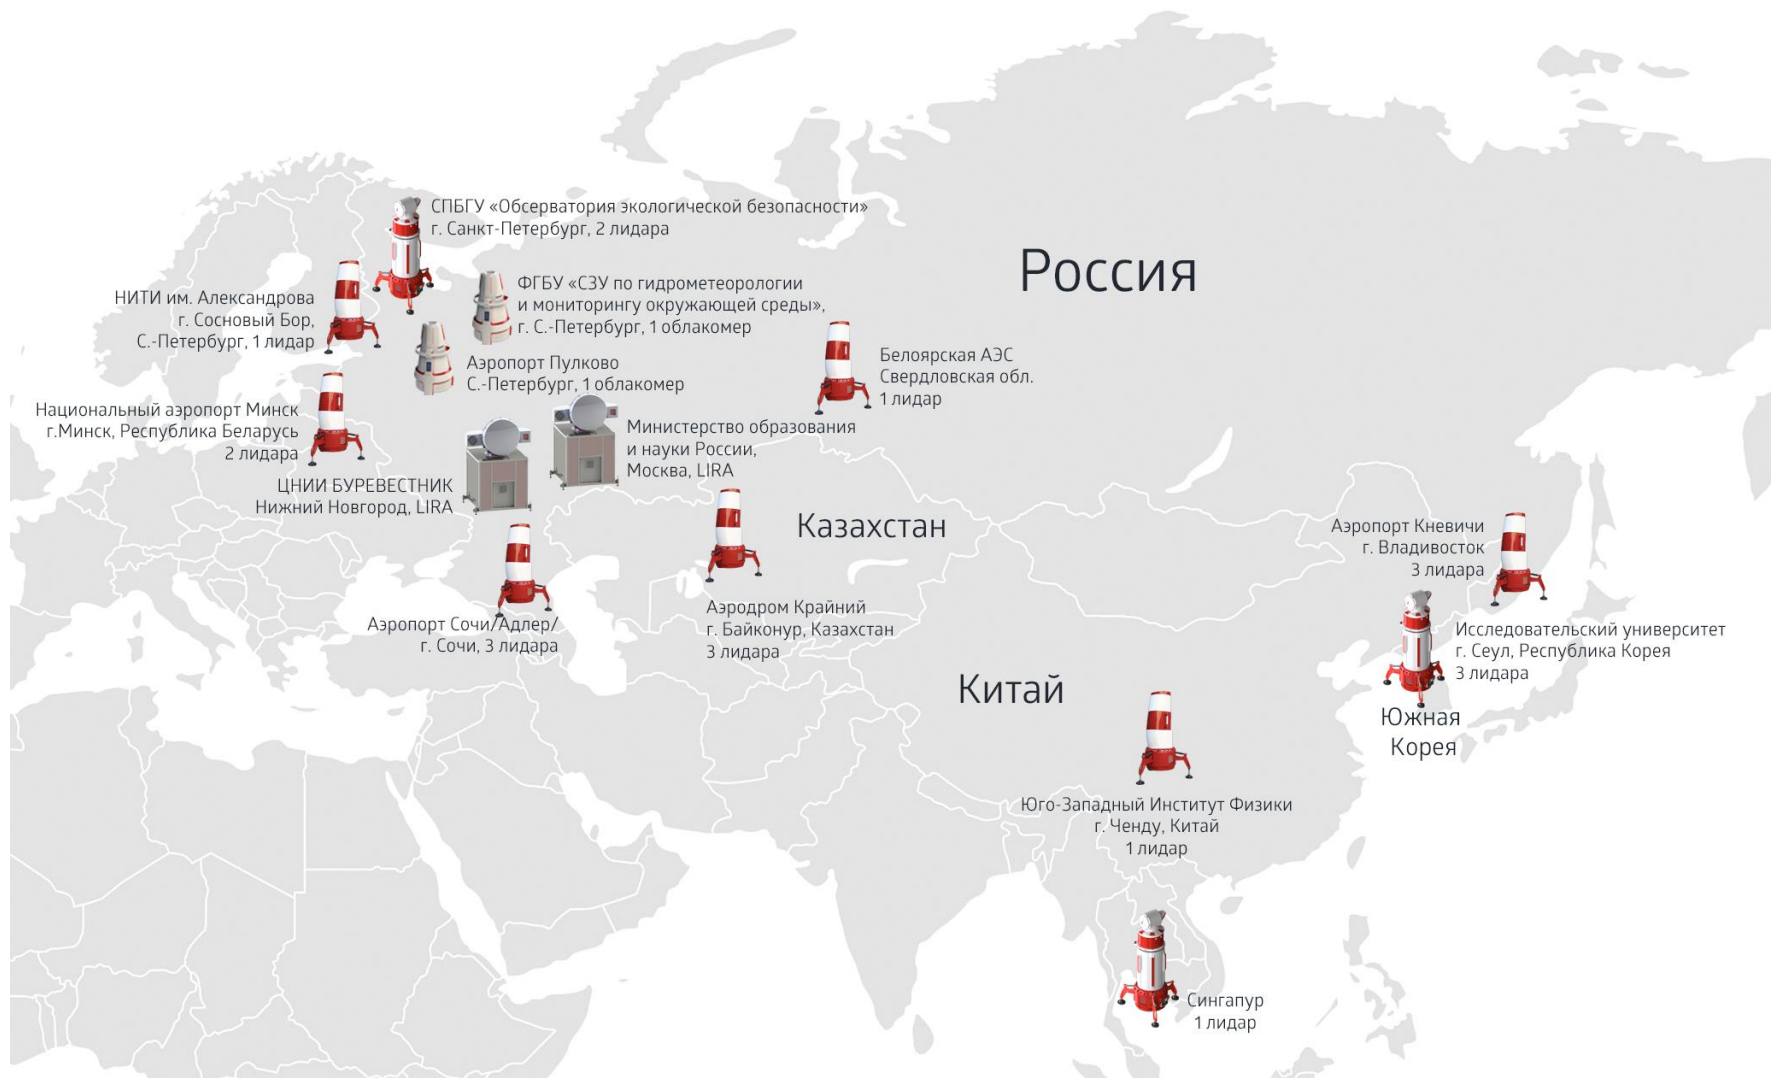 СПБГУ «Обсерватория экологической безопасности»
г. Санкт-Петербург, 2 лидара
Россия
ФГБУ «СЗУ по гидрометеорологии
и мониторингу окружающей среды»,
г. С.-Петербург, 1 облакомер
НИТИ им. Александрова
г. Сосновый Бор,
С.-Петербург, 1 лидар
Аэропорт Пулково
С.-Петербург, 1 облакомер
Белоярская АЭС
Свердловская обл.
1 лидар
Национальный аэропорт Минск
г.Минск, Республика Беларусь
2 лидара
Министерство образования
и науки России,
Москва, LIRA
ЦНИИ БУРЕВЕСТНИК
Нижний Новгород, LIRA
Казахстан
Аэропорт Кневичи
г. Владивосток
3 лидара
Аэропорт Сочи/Адлер/
г. Сочи, 3 лидара
Аэродром Крайний
г. Байконур, Казахстан
3 лидара
Исследовательский университет
г. Сеул, Республика Корея
3 лидара
Китай
Южная
Корея
Юго-Западный Институт Физики
г. Ченду, Китай
1 лидар
Сингапур
1 лидар